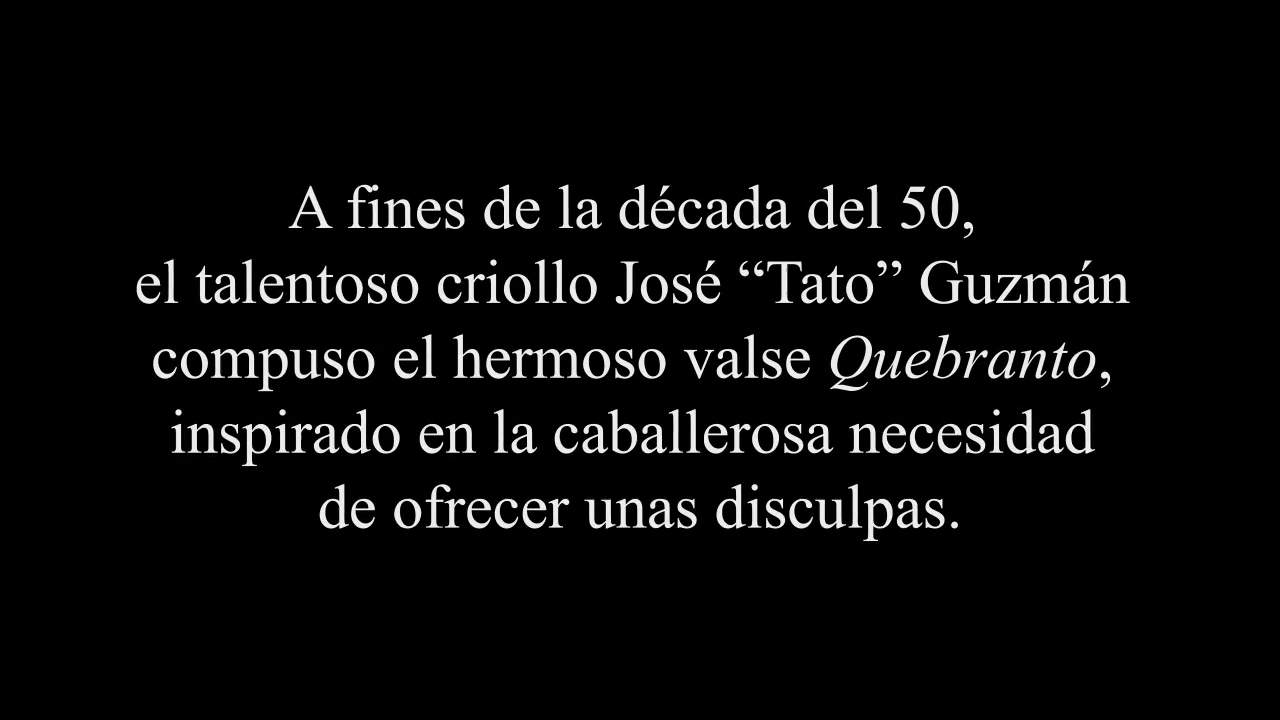 A fines de la década del 50,
el talentoso criollo José “Tato” Guzmán
compuso el hermoso valse Quebranto,
inspirado en la caballerosa necesidad
de ofrecer unas disculpas.